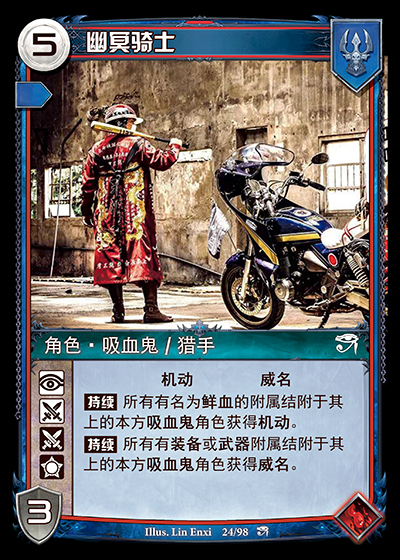 5
幽冥骑士
角色・吸血鬼 / 猎手
机动 威名
持续 所有有名为鲜血的附属结附于其
上的本方吸血鬼角色获得机动。
持续 所有有装备或武器附属结附于其
上的本方吸血鬼角色获得威名。
3
Illus. Lin Enxi 24/98